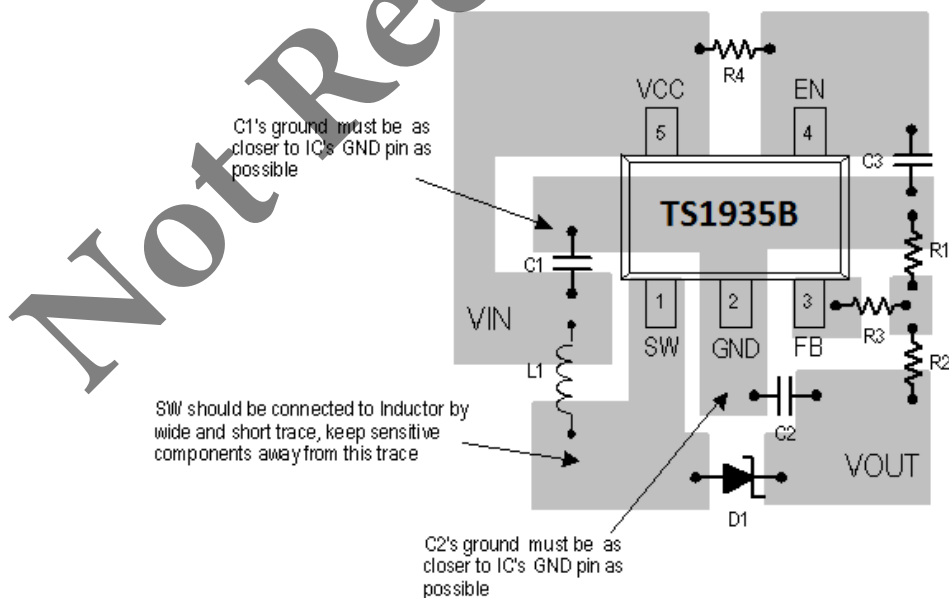 Not Rec
R4
VCC
EN
5
4
C1's ground must be as
closer to IC's GND pin as
possible
C3
TS1935B
R1
C1
VIN
1
2
3
SW
GND
FB
R3
R2
L1
SW should be connected to Inductor by
wide and short trace, keep sensitive
components away from this trace
C2
VOUT
D1
C2's ground must be as
closer to IC's GND pin as
possible